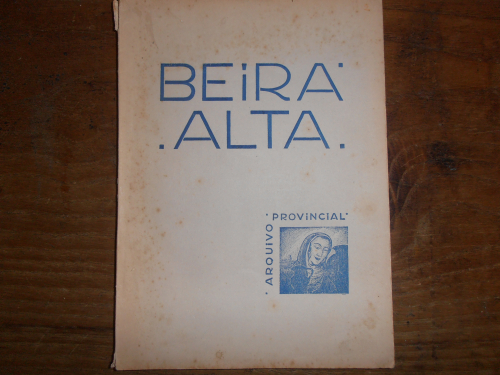 BEiRA
.ALTA.
ARQUIVO
PROViNCIAL